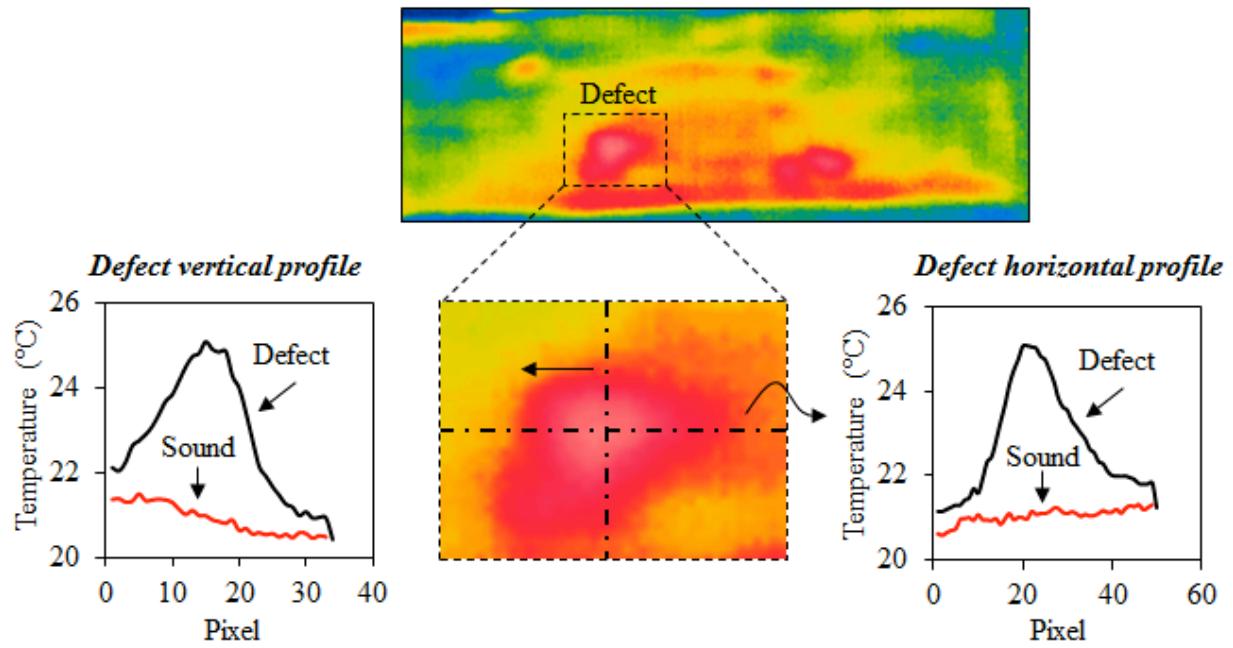 Defect
Defect vertical profile
26
24
22
20
0
10
20
30
40
Temperature (°C)
Pixel
Defect
Sound
Defect horizontal profile
26
24
22
20
0
20
40
60
Temperature (°C)
Pixel
Defect
Sound